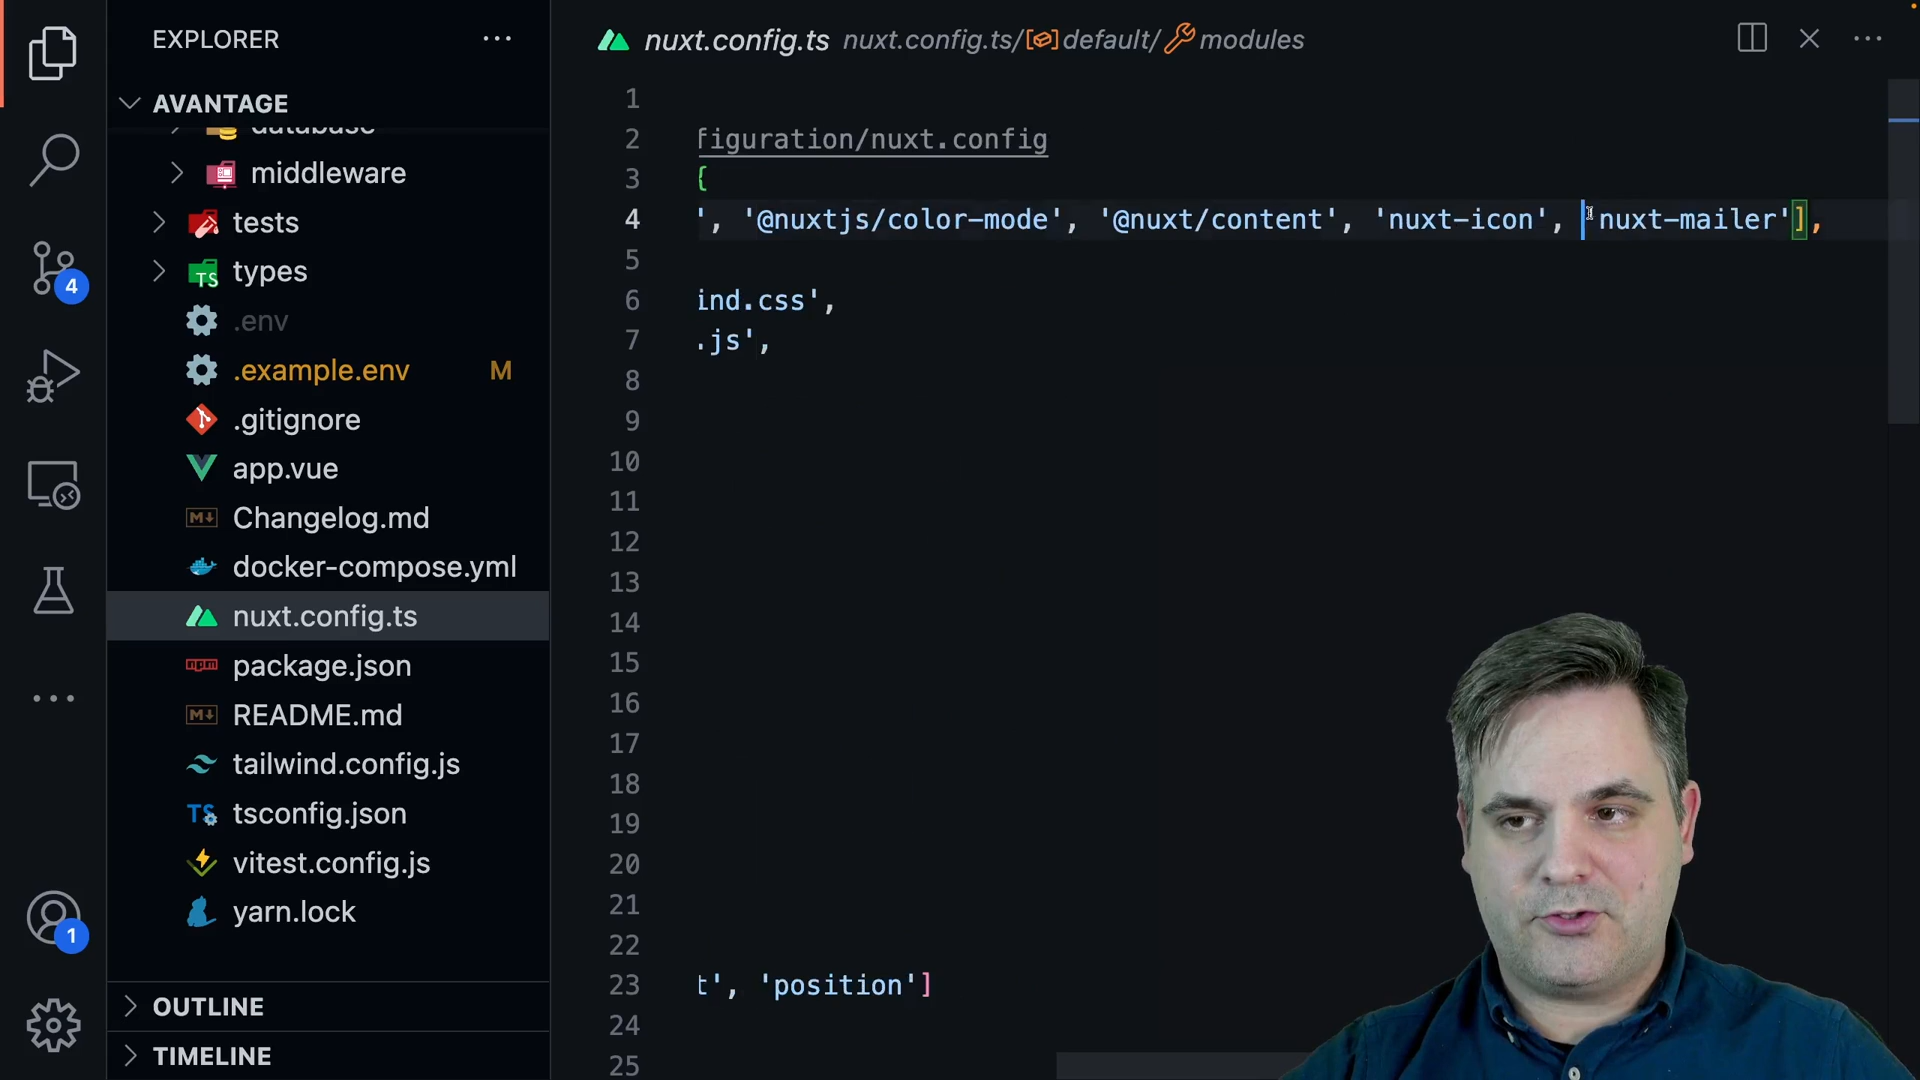 EXPLORER
AVANTAGE
database
middleware
tests
types
.env
.example.env M
.gitignore
app.vue
Changelog.md
docker-compose.yml
nuxt.config.ts
package.json
README.md
tailwind.config.js
tsconfig.json
vitest.config.js
yarn.lock
OUTLINE
TIMELINE
4
1
nuxt.config.ts nuxt.config.ts/default/modules
1
2 figuration/nuxt.config
3 {
4 ', '@nuxtjs/color-mode', '@nuxt/content', 'nuxt-icon', 'nuxt-mailer'],
5
6 ind.css',
7 .js',
8
9
10
11
12
13
14
15
16
17
18
19
20
21
22
23 t', 'position']
24
25